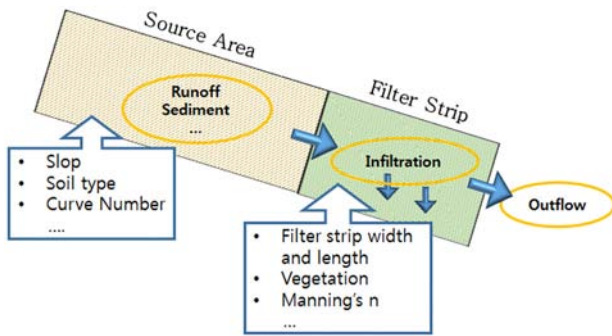 Source Area
Filter Strip
Runoff
Sediment
...
Infiltration
Outflow
• Slop
• Soil type
• Curve Number
....
• Filter strip width
and length
• Vegetation
• Manning's n
...